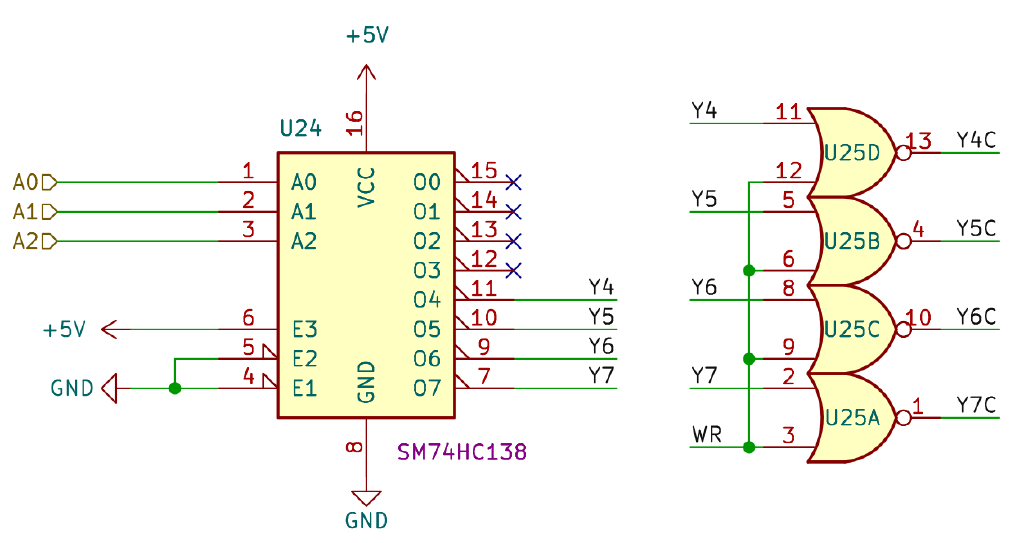 +5V
U24
16
VCC
A0
1
A0
O0
15
A1
2
A1
O1
14
A2
3
A2
O2
13
O3
12
O4
11
Y4
+5V
6
E3
O5
10
Y5
5
E2
O6
9
Y6
GND
4
E1
GND
O7
7
Y7
8
SM74HC138
GND
Y4
11
U25D
13
Y4C
12
Y5
5
U25B
4
Y5C
6
Y6
8
U25C
10
Y6C
9
Y7
2
U25A
1
Y7C
WR
3